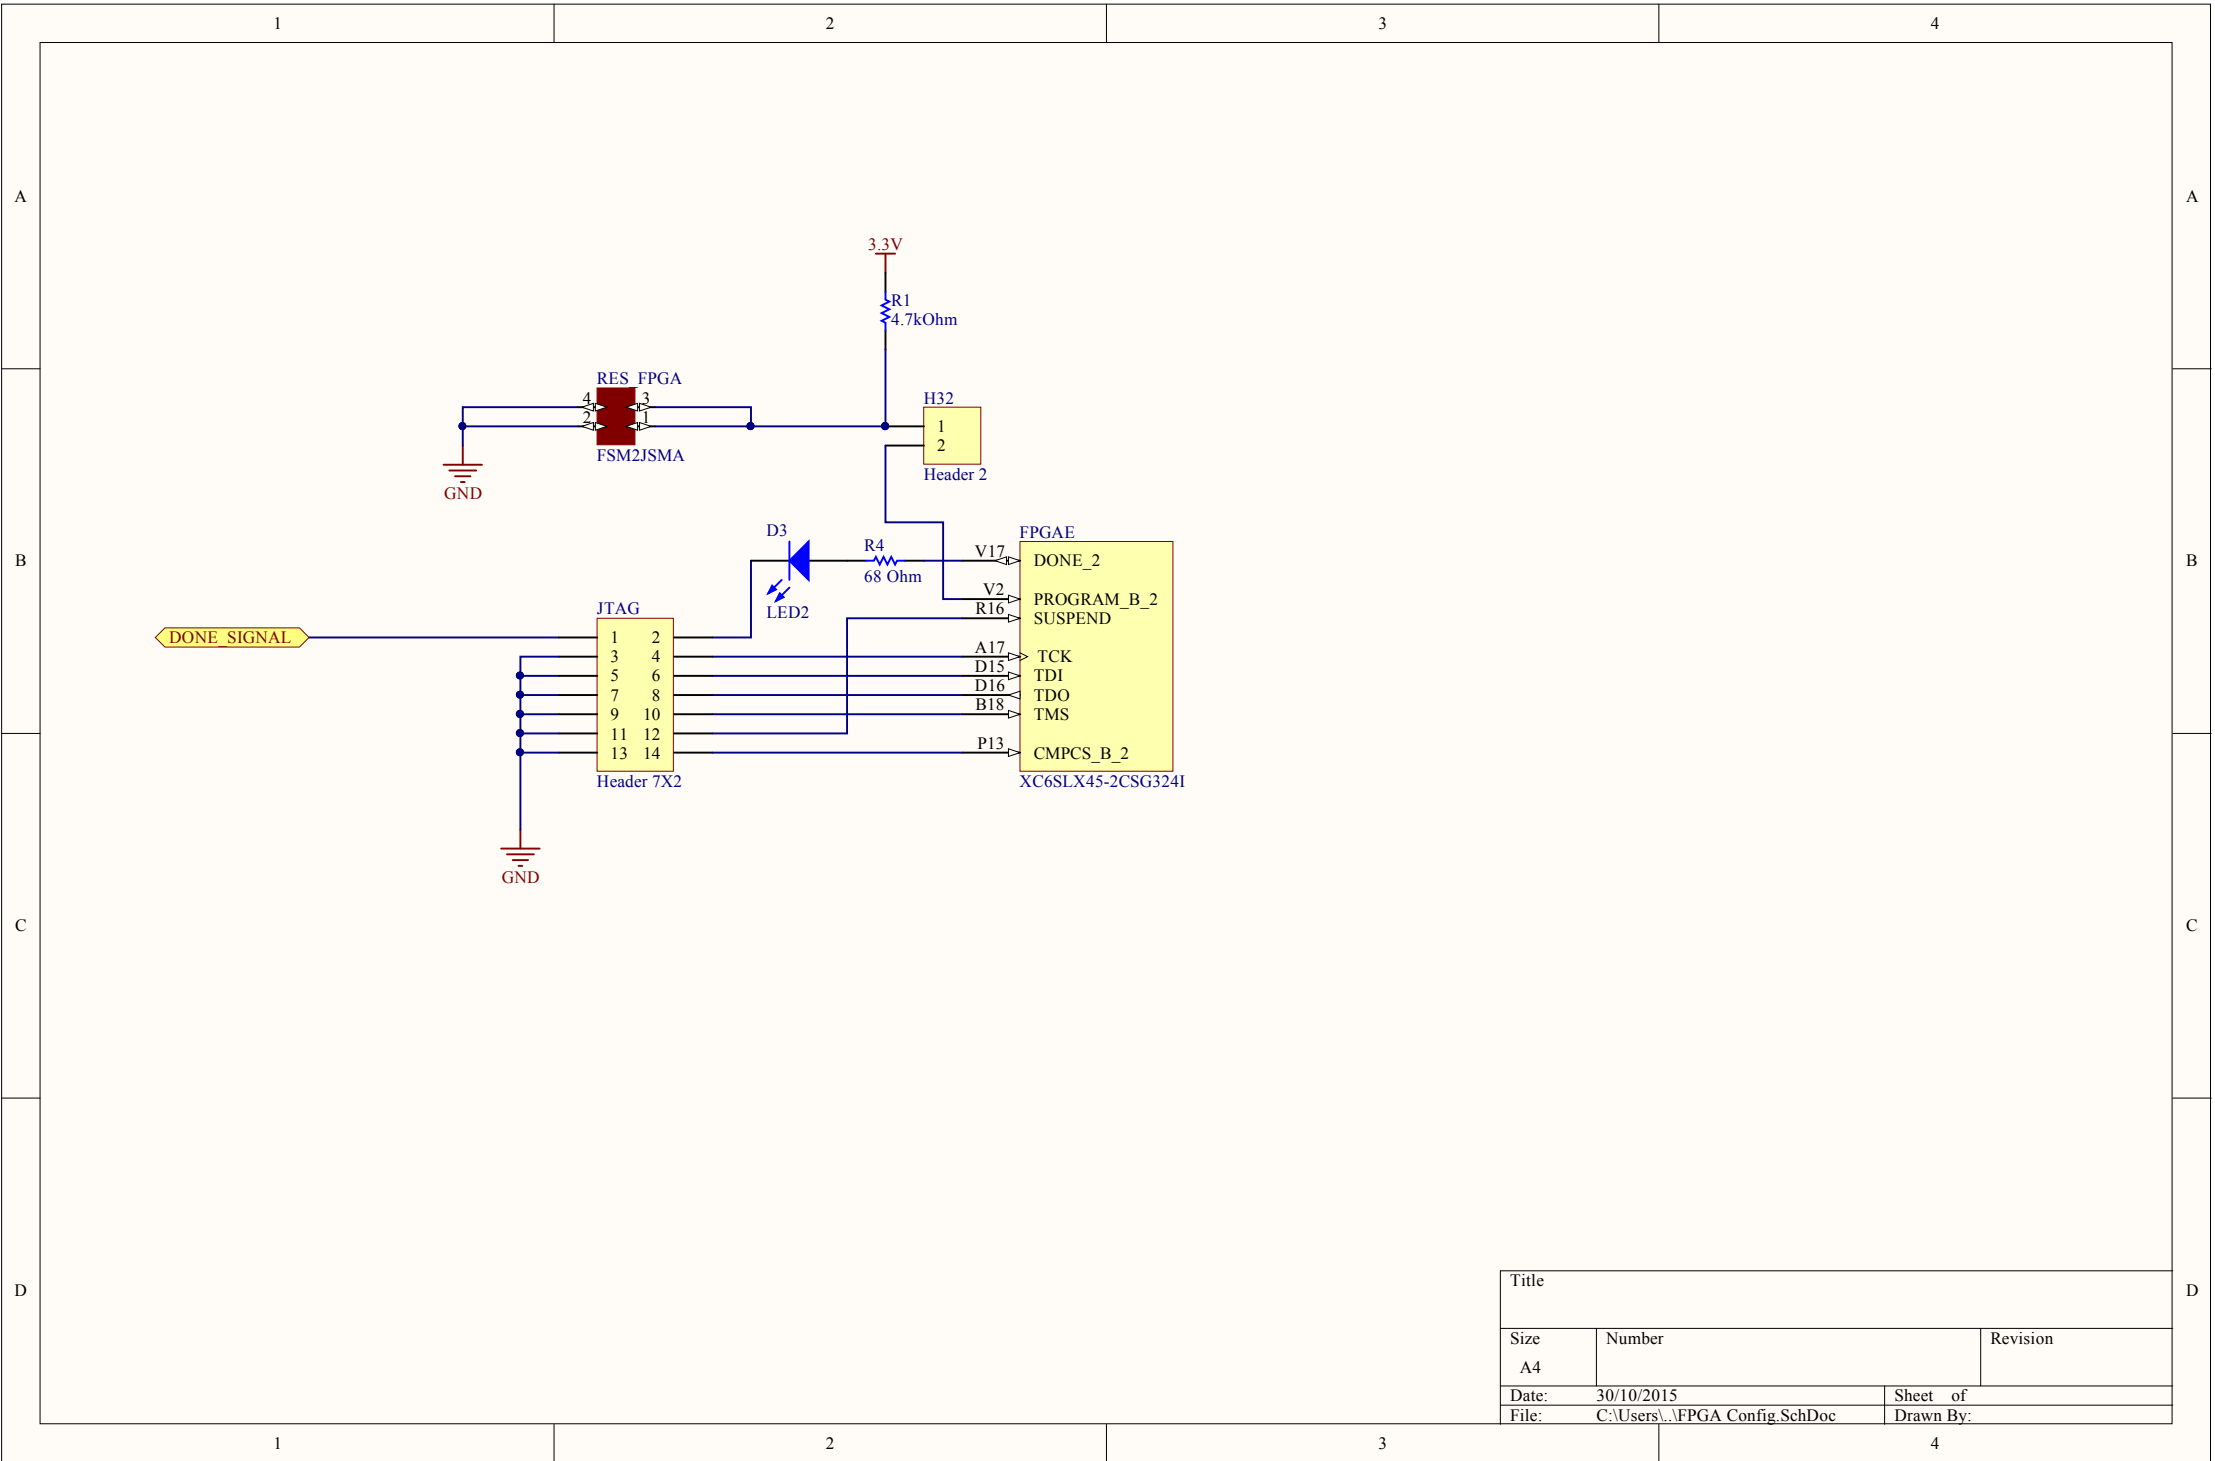 1 2 3 4
A A
3.3V
R1
4.7kOhm
RES_FPGA
4 3
2 1
FSM2JSMA
GND
H32
1
2
Header 2
B B
D3
LED2
R4
68 Ohm
FPGAE
V17 DONE_2
V2 PROGRAM_B_2
R16 SUSPEND
A17 TCK
D15 TDI
D16 TDO
B18 TMS
P13 CMPCS_B_2
XC6SLX45-2CSG324I
DONE_SIGNAL
JTAG
1 2
3 4
5 6
7 8
9 10
11 12
13 14
Header 7X2
GND
C C
D D
Title
Size Number Revision
A4
Date: 30/10/2015 Sheet of
File: C:\Users\..\FPGA Config.SchDoc Drawn By:
1 2 3 4